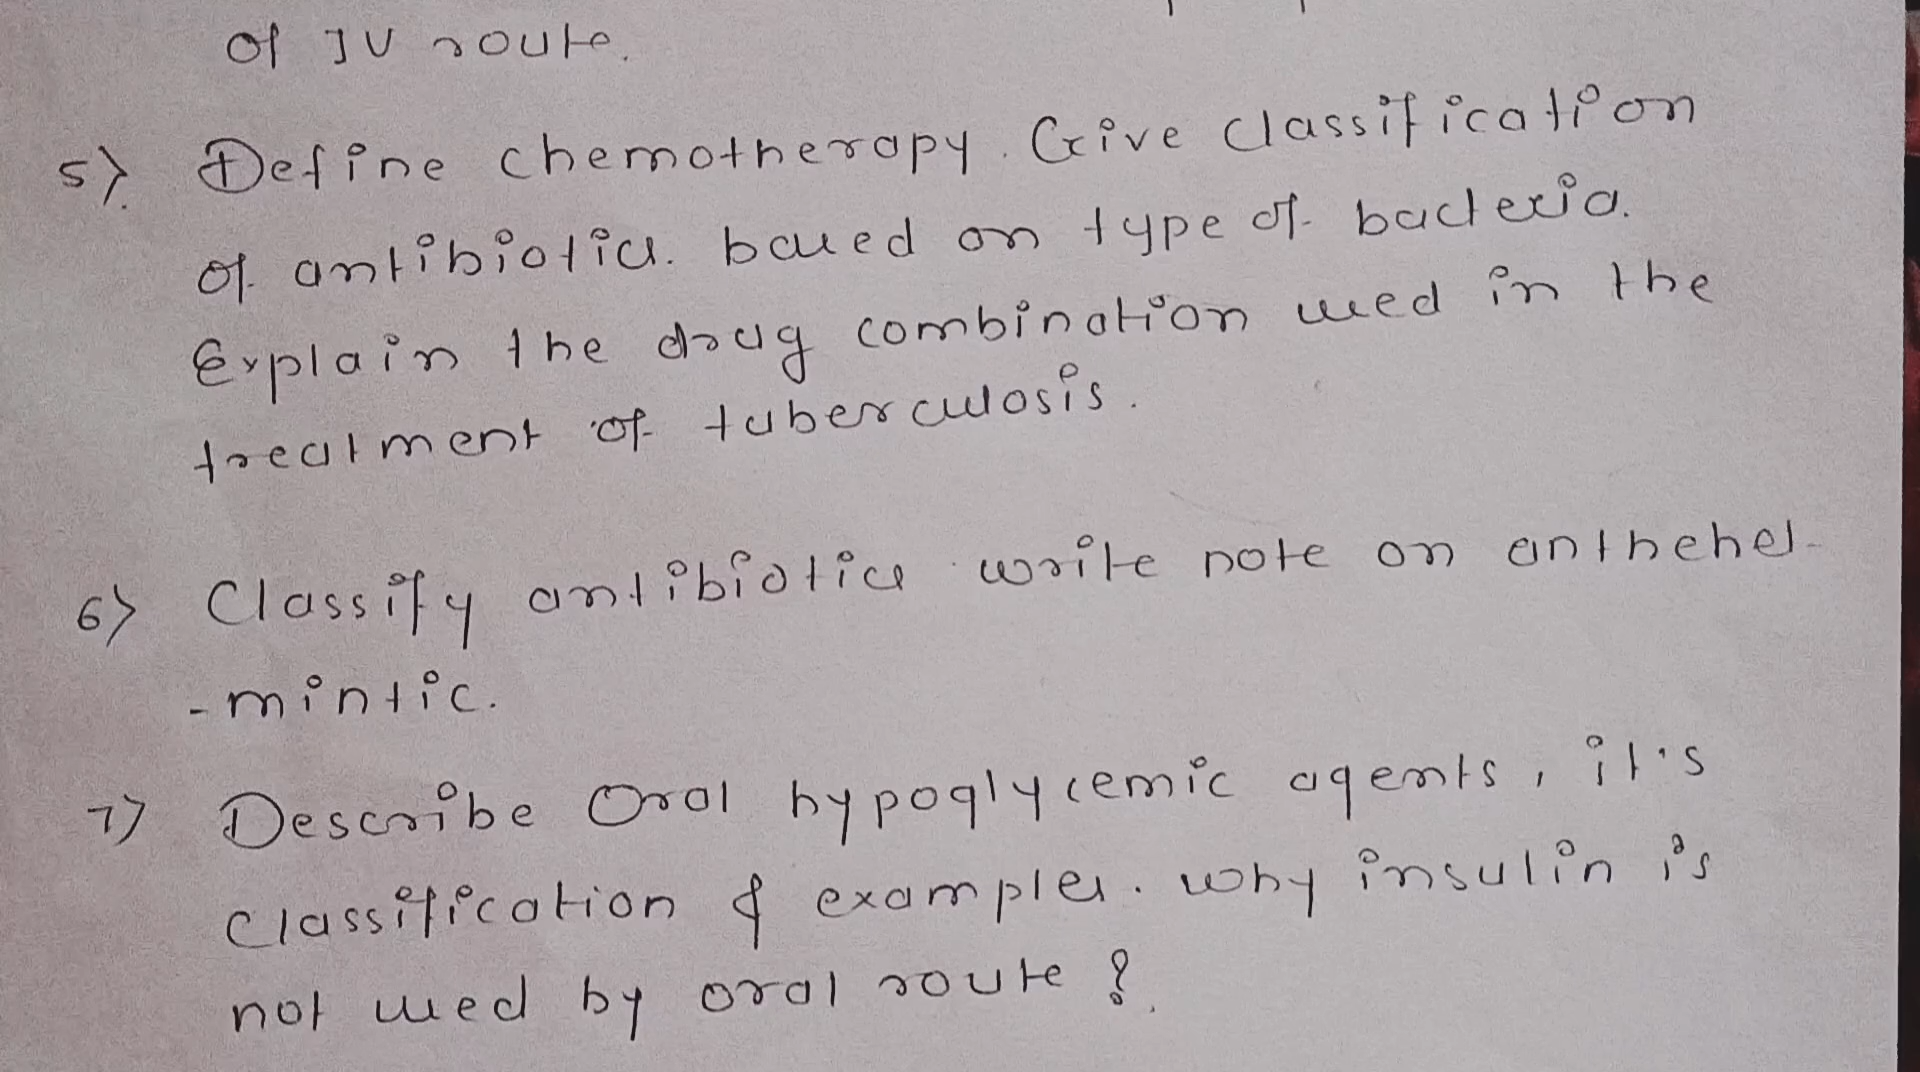 of IV route.
5) Define chemotherapy. Give classification
of antibiotics. based on type of bacteria.
Explain the drug combination used in the
treatment of tuberculosis.
6) Classify antibiotics write note on anthehel-
-mintic.
7) Describe Oral hypoglycemic agents, it's
classification & examples. why insulin is
not used by oral route ?